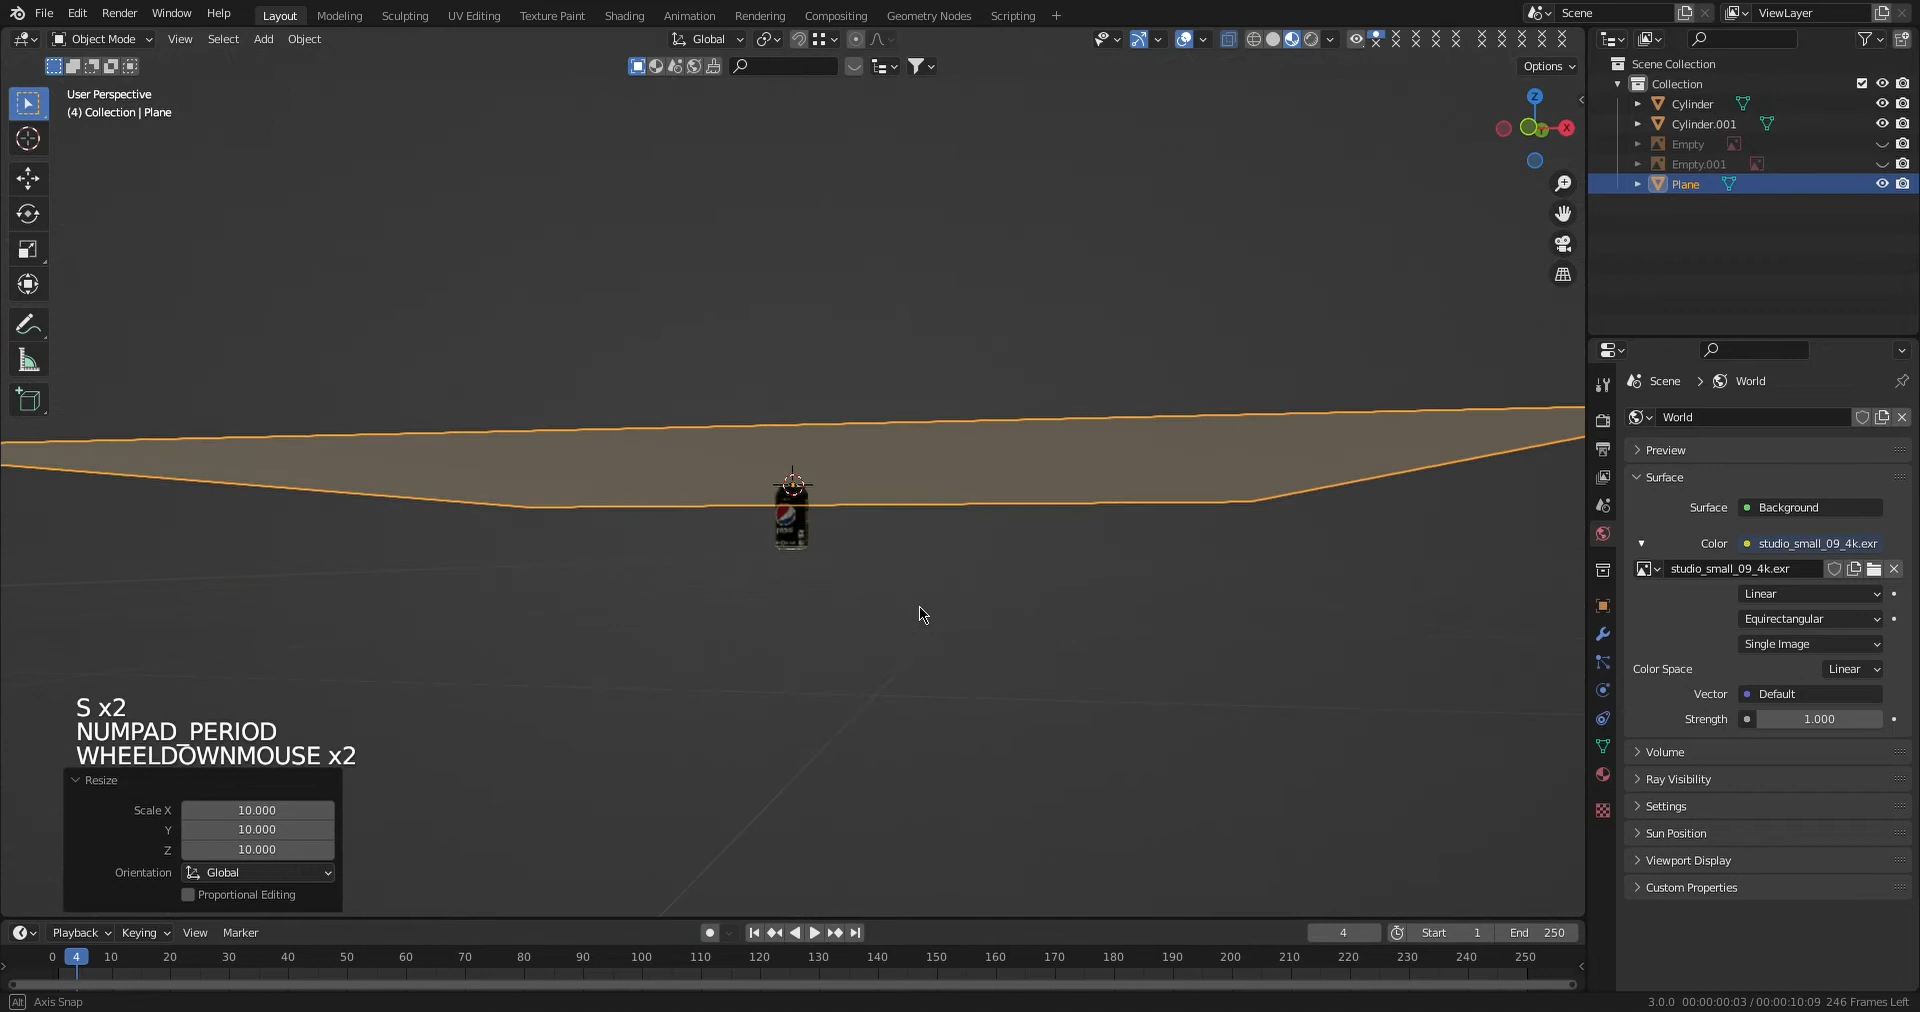 File Edit Render Window Help
Layout Modeling Sculpting UV Editing Texture Paint Shading Animation Rendering Compositing Geometry Nodes Scripting +
Scene
ViewLayer
Object Mode View Select Add Object
Global
Options
User Perspective
(4) Collection | Plane
Z
X
Scene Collection
Collection
Cylinder
Cylinder.001
Empty
Empty.001
Plane
Scene > World
World
Preview
Surface
Surface Background
Color studio_small_09_4k.exr
studio_small_09_4k.exr
Linear
Equirectangular
Single Image
Color Space Linear
Vector Default
Strength 1.000
Volume
Ray Visibility
Settings
Sun Position
Viewport Display
Custom Properties
S x2
NUMPAD_PERIOD
WHEELDOWNMOUSE x2
Resize
Scale X 10.000
Y 10.000
Z 10.000
Orientation Global
Proportional Editing
Playback Keying View Marker
4 Start 1 End 250
0 4 10 20 30 40 50 60 70 80 90 100 110 120 130 140 150 160 170 180 190 200 210 220 230 240 250
Alt Axis Snap
3.0.0 00:00:00:03 / 00:00:10:09 246 Frames Left